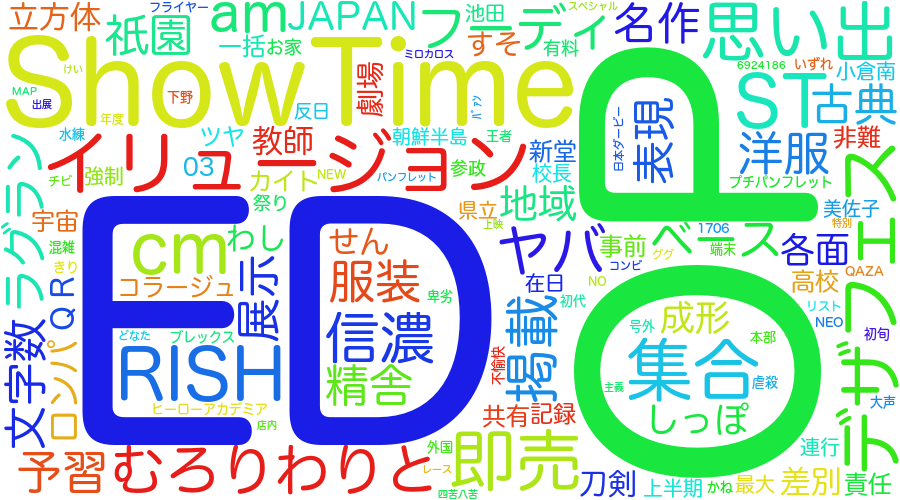 立方体
フライヤー
am
JAPAN
池田
スペシャル
名作
思い出
祇園
一括
お家
フーディ
すそ
有料
ミロカロス
ShowTime
けい
MAP
出展
年度
下野
劇場
反日
ﾊﾟｧﾝ
日本ダービー
表現
6924186
いずれ
小倉南
ST
古典
水練
ツヤ
教師
朝鮮半島
王者
非難
イリュージョン
新堂
校長
洋服
03
カイト
NEW
パンフレット
参政
プチパンフレット
チビ
強制
祭り
県立
上映
地域
美佐子
特別
エス
ラグラン
宇宙
混雑
きり
cm
わし
せん
ヤバ
事前
コンビ
ググ
ベース
1706
端末
各面
コラージュ
展示
服装
卑劣
在日
NO
高校
QAZA
リスト
NEO
初旬
ED
PO
QR
ロンパ
文字数
どなた
プレックス
信濃
掲載
初代
号外
成形
本部
デザフ
RISH
精舎
不愉快
集合
主義
虐殺
大声
ヒーローアカデミア
店内
共有
記録
しっぽ
外国
レース
四苦八苦
即売
連行
予習
むろりわりと
刀剣
上半期
かね
最大
差別
責任